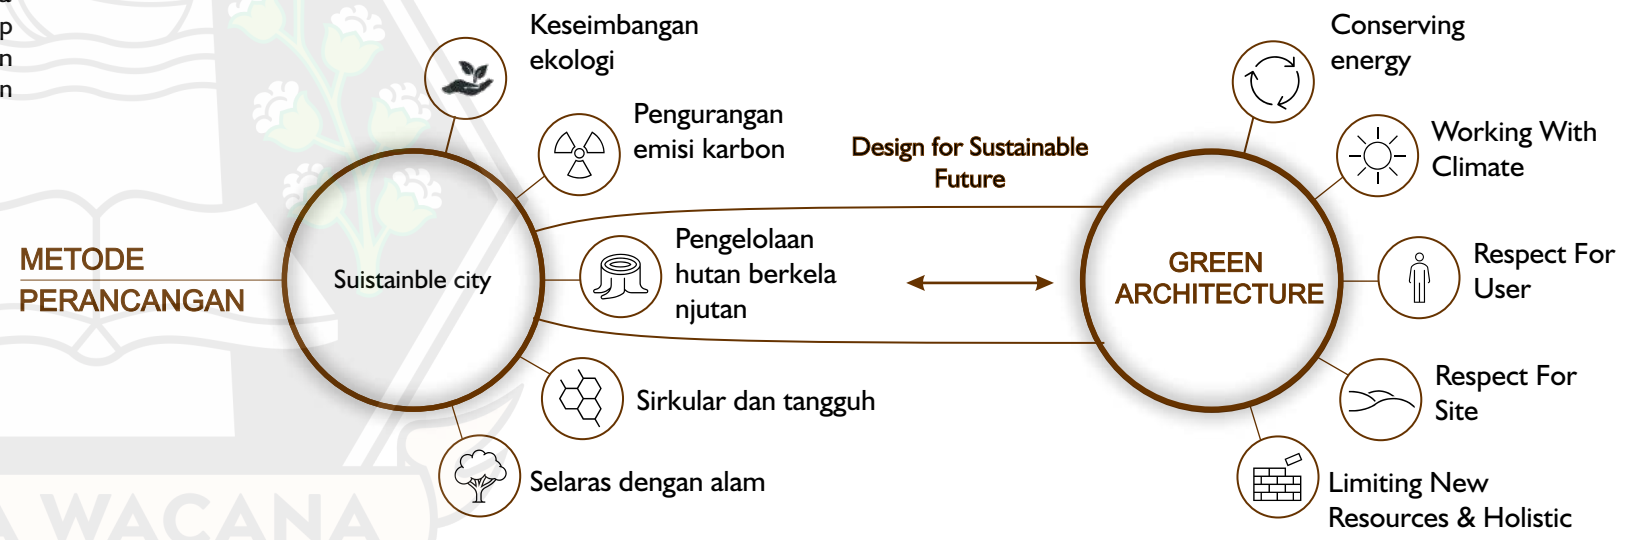 p
n
n
Keseimbangan
ekologi
Pengurangan
emisi karbon
METODE
PERANCANGAN
Suistainble city
Pengelolaan
hutan berkela
njutan
Sirkular dan tangguh
Selaras dengan alam
Design for Sustainable
Future
Conserving
energy
Working With
Climate
GREEN
ARCHITECTURE
Respect For
User
Respect For
Site
Limiting New
Resources & Holistic
WACANA